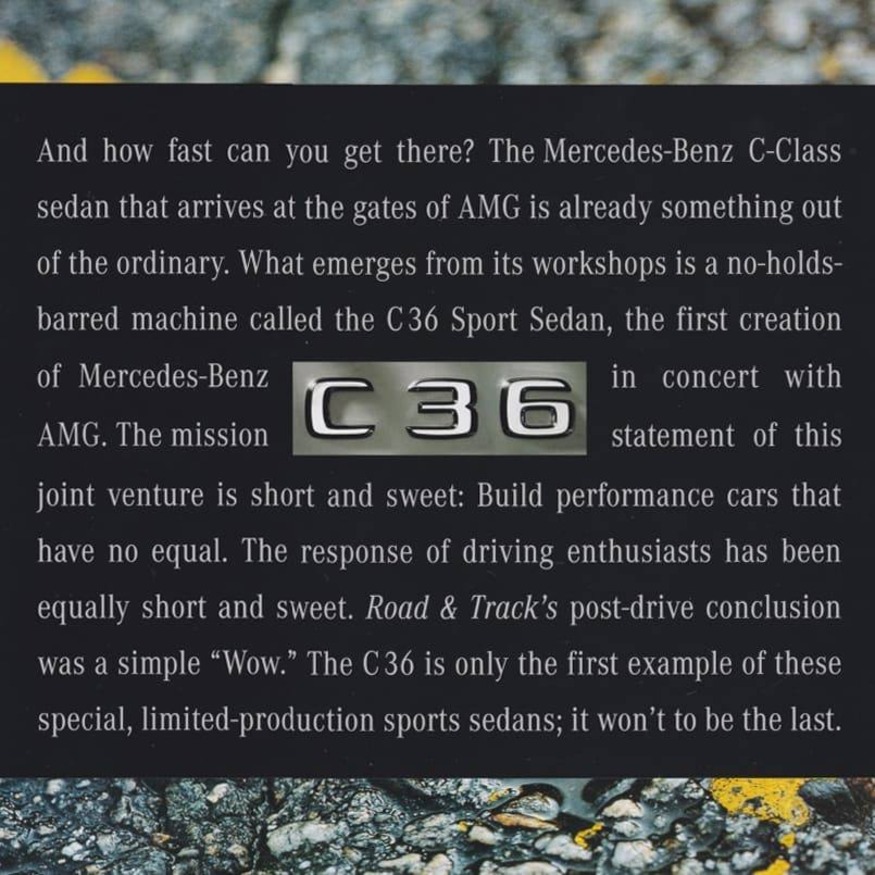 And how fast can you get there? The Mercedes-Benz C-Class
sedan that arrives at the gates of AMG is already something out
of the ordinary. What emerges from its workshops is a no-holds-
barred machine called the C 36 Sport Sedan, the first creation
of Mercedes-Benz in concert with
C 36
AMG. The mission statement of this
joint venture is short and sweet: Build performance cars that
have no equal. The response of driving enthusiasts has been
equally short and sweet. Road & Track's post-drive conclusion
was a simple “Wow.” The C 36 is only the first example of these
special, limited-production sports sedans; it won't to be the last.